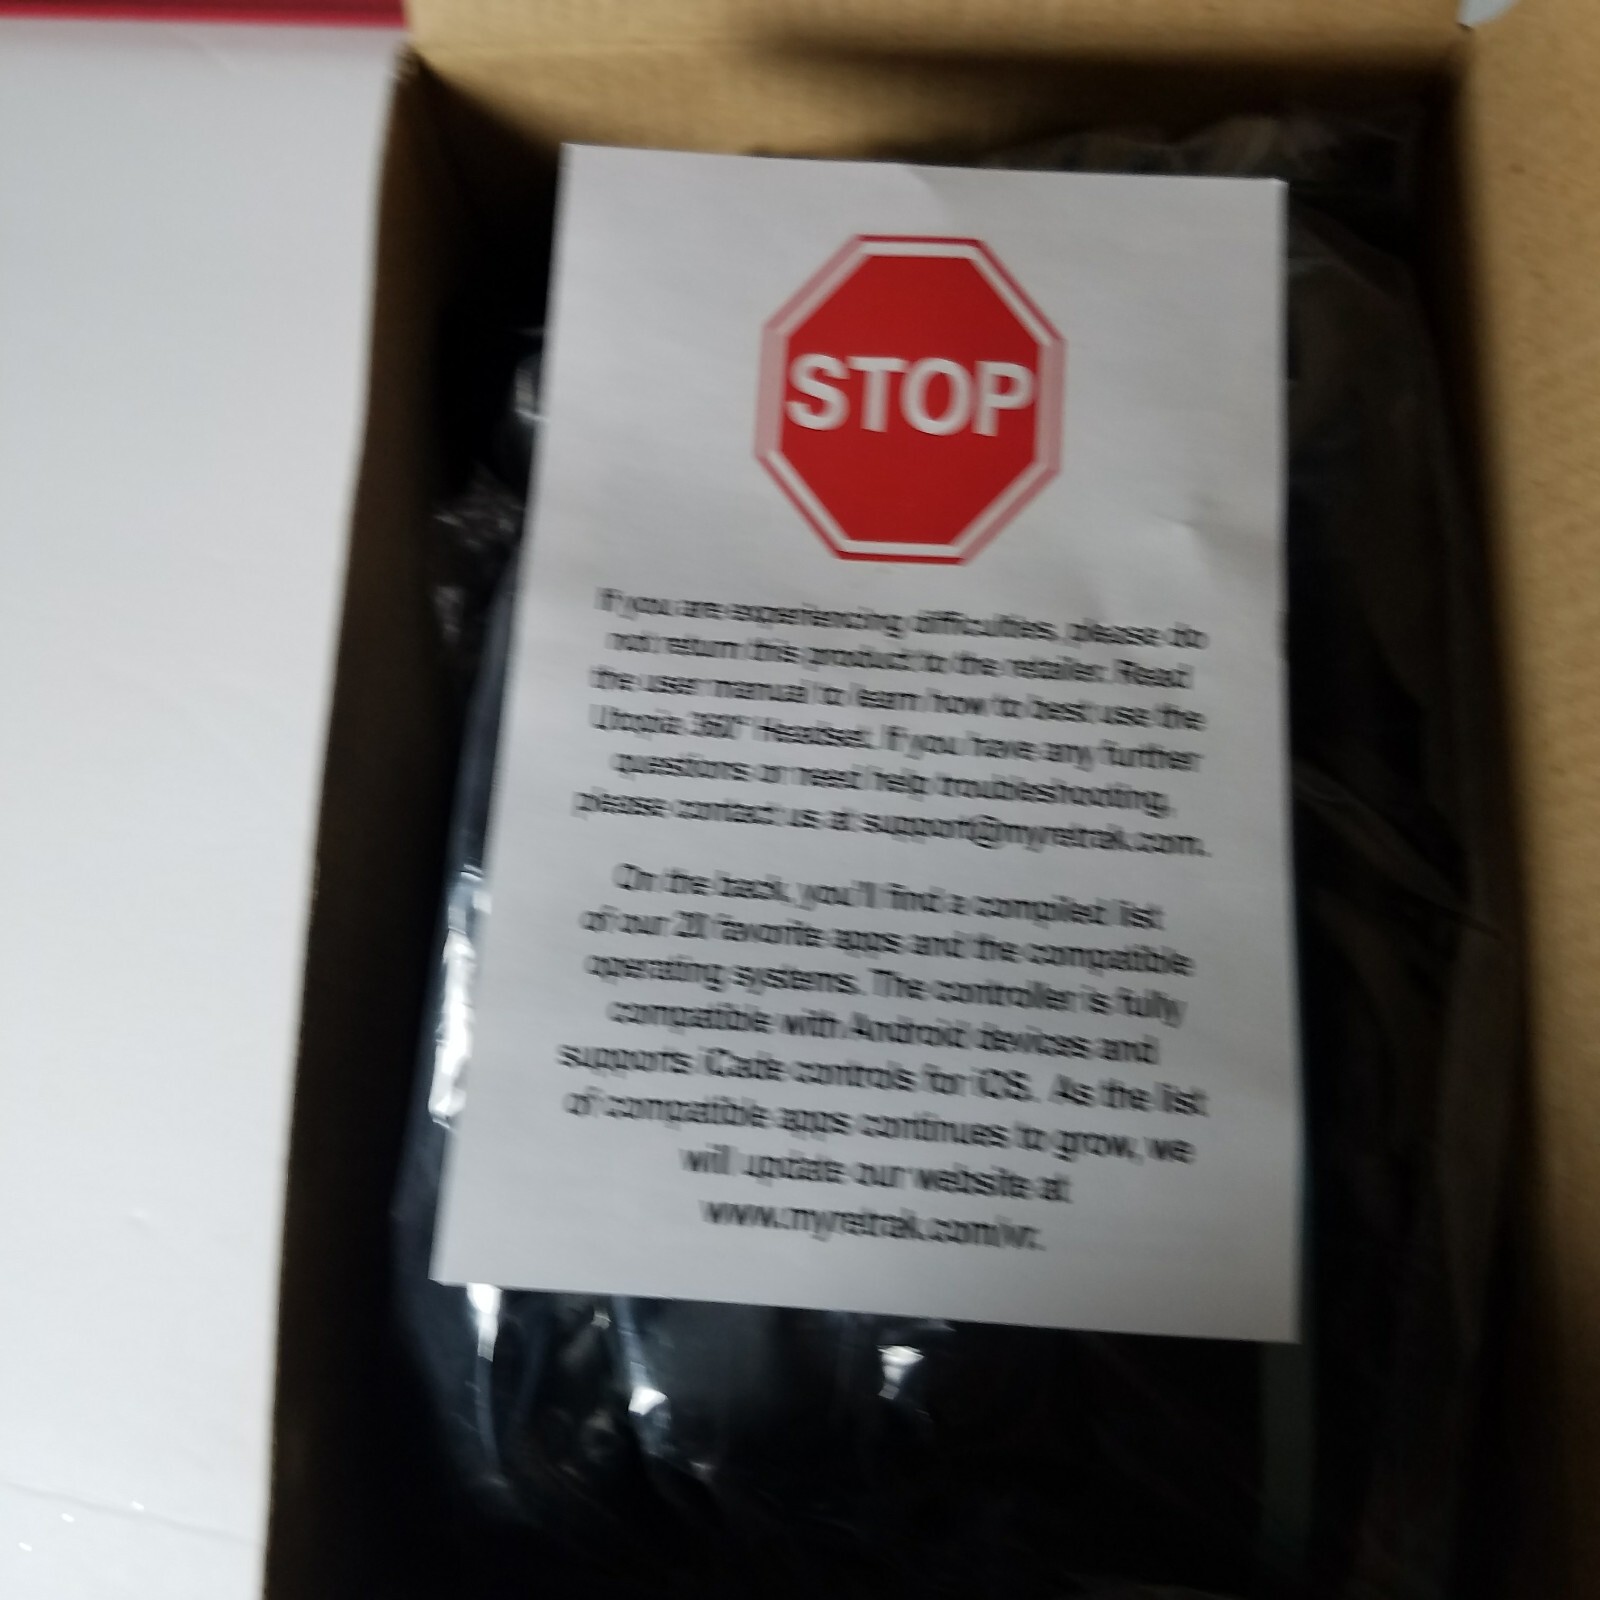 STOP
If you are experiencing difficulties, please do
not return this product to the retailer. Read
the user manual to learn how to best use the
Utopia 360° Headset. If you have any further
questions or need help troubleshooting,
please contact us at support@myretrak.com.
On the back, you'll find a compiled list
of our 20 favorite apps and the compatible
operating systems. The controller is fully
compatible with Android devices and
supports iCade controls for iOS. As the list
of compatible apps continues to grow, we
will update our website at
www.myretrak.com/vr.